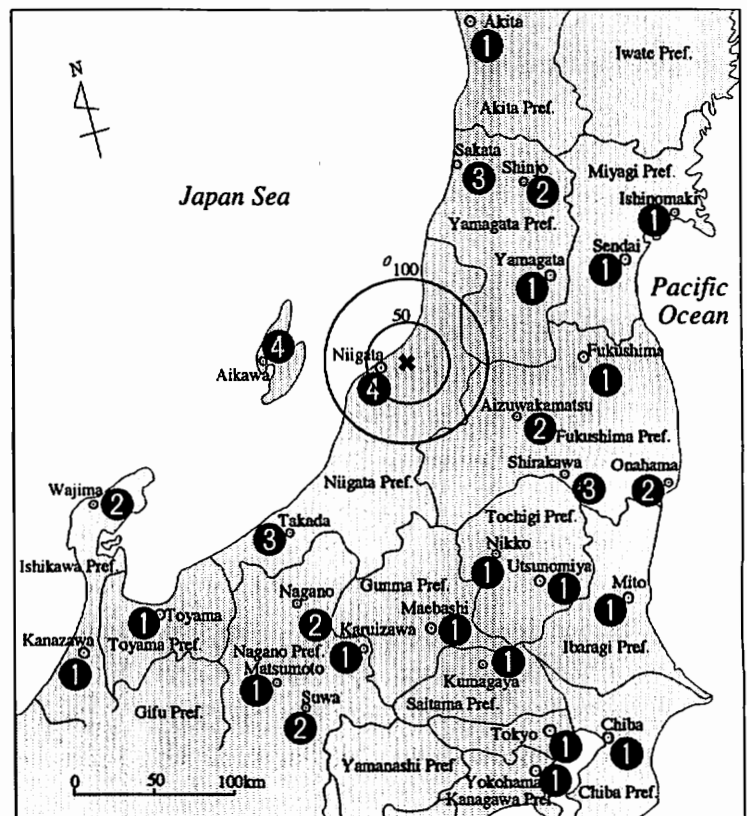 Akita
1
Iwate Pref.
N
Akita Pref.
Sakata
3
Shinjo
2
Miyagi Pref.
Ishinomaki
1
Japan Sea
Yamagata Pref.
Sendai
1
Yamagata
1
100
Pacific
Ocean
50
4
Aikawa
Niigata
4
Fukushima
1
Aizuwakamatsu
2
Fukushima Pref.
Shirakawa
3
Onahama
2
Niigata Pref.
Wajima
2
Takada
3
Tochigi Pref.
Nikko
1
Utsunomiya
1
Mito
1
Ishikawa Pref.
Nagano
2
Gunma Pref.
Maebashi
1
Toyama
1
Toyama Pref.
Karuizawa
1
Ibaragi Pref.
Kanazawa
1
Nagano Pref.
Matsumoto
1
Kumagaya
1
Saitama Pref.
Suwa
2
Gifu Pref.
Tokyo
1
Chiba
1
Yamanashi Pref
Yokohama
1
Kanagawa Pref
Chiba Pref.
0 50 100km